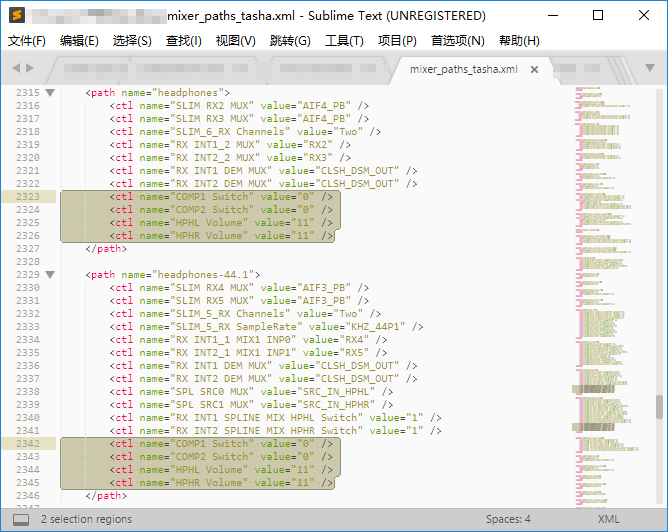 mixer_paths_tasha.xml - Sublime Text (UNREGISTERED)
文件(F) 编辑(E) 选择(S) 查找(I) 视图(V) 跳转(G) 工具(T) 项目(P) 首选项(N) 帮助(H)
mixer_paths_tasha.xml
2315 <path name="headphones">
2316 <ctl name="SLIM RX2 MUX" value="AIF4_PB" />
2317 <ctl name="SLIM RX3 MUX" value="AIF4_PB" />
2318 <ctl name="SLIM_6_RX Channels" value="Two" />
2319 <ctl name="RX INT1_2 MUX" value="RX2" />
2320 <ctl name="RX INT2_2 MUX" value="RX3" />
2321 <ctl name="RX INT1 DEM MUX" value="CLSH_DSM_OUT" />
2322 <ctl name="RX INT2 DEM MUX" value="CLSH_DSM_OUT" />
2323 <ctl name="COMP1 Switch" value="0" />
2324 <ctl name="COMP2 Switch" value="0" />
2325 <ctl name="HPHL Volume" value="11" />
2326 <ctl name="HPHR Volume" value="11" />
2327 </path>
2328
2329 <path name="headphones-44.1">
2330 <ctl name="SLIM RX4 MUX" value="AIF3_PB" />
2331 <ctl name="SLIM RX5 MUX" value="AIF3_PB" />
2332 <ctl name="SLIM_5_RX Channels" value="Two" />
2333 <ctl name="SLIM_5_RX SampleRate" value="KHZ_44P1" />
2334 <ctl name="RX INT1_1 MIX1 INP0" value="RX4" />
2335 <ctl name="RX INT2_1 MIX1 INP1" value="RX5" />
2336 <ctl name="RX INT1 DEM MUX" value="CLSH_DSM_OUT" />
2337 <ctl name="RX INT2 DEM MUX" value="CLSH_DSM_OUT" />
2338 <ctl name="SPL SRC0 MUX" value="SRC_IN_HPHL" />
2339 <ctl name="SPL SRC1 MUX" value="SRC_IN_HPHR" />
2340 <ctl name="RX INT1 SPLINE MIX HPHL Switch" value="1" />
2341 <ctl name="RX INT2 SPLINE MIX HPHR Switch" value="1" />
2342 <ctl name="COMP1 Switch" value="0" />
2343 <ctl name="COMP2 Switch" value="0" />
2344 <ctl name="HPHL Volume" value="11" />
2345 <ctl name="HPHR Volume" value="11" />
2346 </path>
2 selection regions Spaces: 4 XML